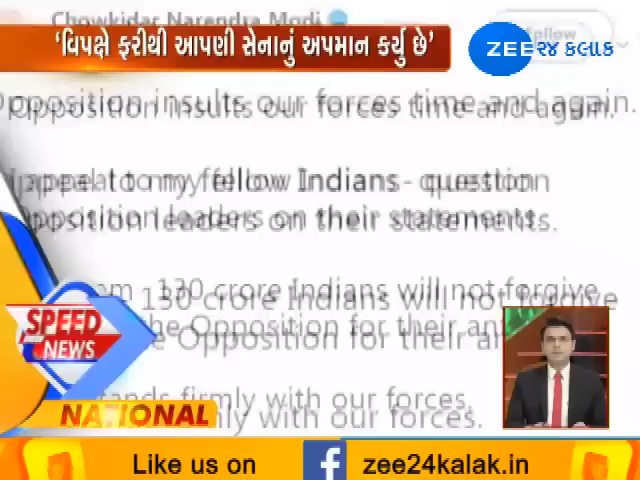 Chowkidar Narendra Modi
Follow
'વિપક્ષે ફરીથી આપણી સેનાનું અપમાન કર્યુ છે'
ZEE ૨૪ કલાક
Opposition insults our forces time and again.
appeal to my fellow Indians - question
Opposition leaders on their statements.
130 crore Indians will not forgive
the Opposition for their
stands firmly with our forces.
SPEED
NEWS
NATIONAL
Like us on f zee24kalak.in